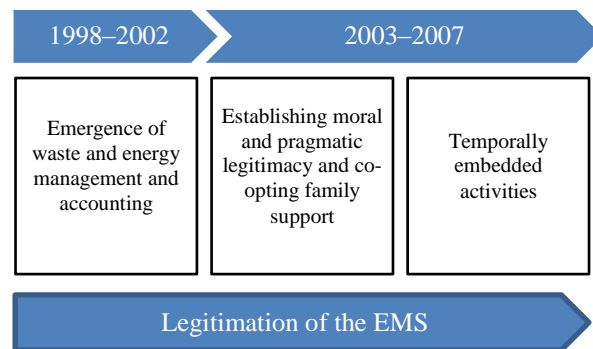 1998–2002
2003–2007
Emergence of
waste and energy
management and
accounting
Establishing moral
and pragmatic
legitimacy and co-
opting family
support
Temporally
embedded
activities
Legitimation of the EMS